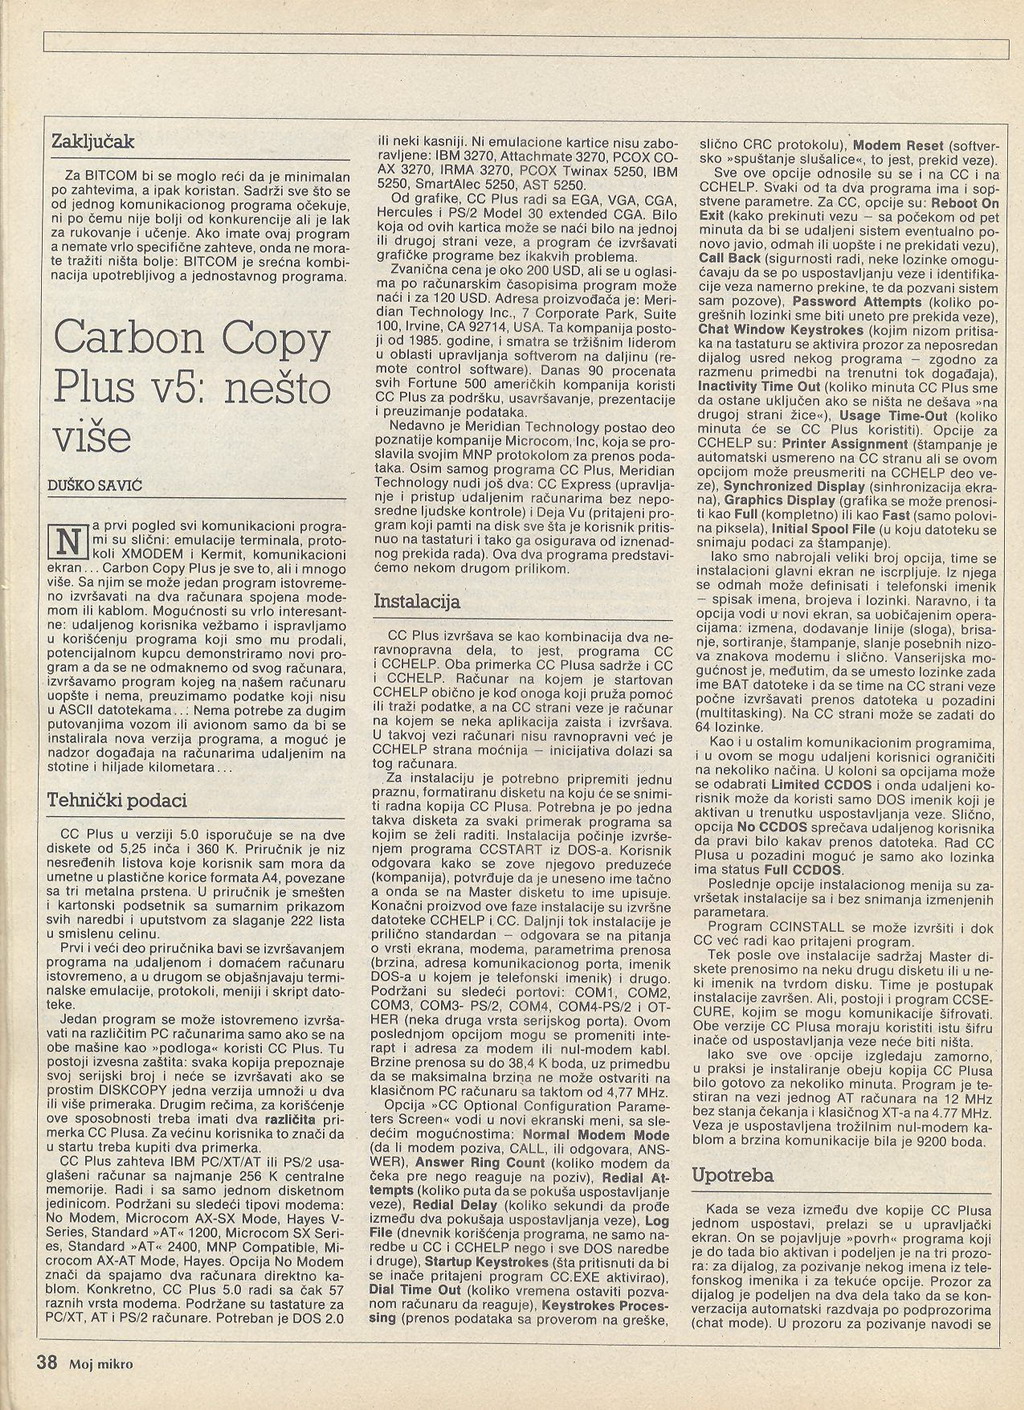 Zaključak
Za BITCOM bi se moglo reći da je minimalan
po zahtevima, a ipak koristan. Sadrži sve što se
od jednog komunikacionog programa očekuje,
ni po čemu nije bolji od konkurencije ali je lak
za rukovanje i učenje. Ako imate ovaj program
a nemate vrlo specifične zahteve, onda ne mora-
te tražiti ništa bolje: BITCOM je srećna kombi-
nacija upotrebljivog a jednostavnog programa.
Carbon Copy
Plus v5: nešto
više
DUŠKO SAVIĆ
Na prvi pogled svi komunikacioni progra-
mi su slični: emulacije terminala, proto-
koli XMODEM i Kermit, komunikacioni
ekran... Carbon Copy Plus je sve to, ali i mnogo
više. Sa njim se može jedan program istovreme-
no izvršavati na dva računara spojena mode-
mom ili kablom. Mogućnosti su vrlo interesant-
ne: udaljenog korisnika vežbamo i ispravljamo
u korišćenju programa koji smo mu prodali,
potencijalnom kupcu demonstriramo novi pro-
gram a da se ne odmaknemo od svog računara,
izvršavamo program kojeg na našem računaru
uopšte i nema, preuzimamo podatke koji nisu
u ASCII datotekama... Nema potrebe za dugim
putovanjima vozom ili avionom samo da bi se
instalirala nova verzija programa, a moguć je
nadzor događaja na računarima udaljenim na
stotine i hiljade kilometara...
Tehnički podaci
CC Plus u verziji 5.0 isporučuje se na dve
diskete od 5,25 inča i 360 K. Priručnik je niz
nesređenih listova koje korisnik sam mora da
umetne u plastične korice formata A4, povezane
sa tri metalna prstena. U priručnik je smešten
i kartonski podsetnik sa sumarnim prikazom
svih naredbi i uputstvom za slaganje 222 lista
u smislenu celinu.
Prvi i veći deo priručnika bavi se izvršavanjem
programa na udaljenom i domaćem računaru
istovremeno, a u drugom se objašnjavaju termi-
nalske emulacije, protokoli, meniji i skript dato-
teke.
Jedan program se može istovremeno izvrša-
vati na različitim PC računarima samo ako se na
obe mašine kao »podloga« koristi CC Plus. Tu
postoji izvesna zaštita: svaka kopija prepoznaje
svoj serijski broj i neće se izvršavati ako se
prostim DISKCOPY jedna verzija umnoži u dva
ili više primeraka. Drugim rečima, za korišćenje
ove sposobnosti treba imati dva različita pri-
merka CC Plusa. Za većinu korisnika to znači da
u startu treba kupiti dva primerka.
CC Plus zahteva IBM PC/XT/AT ili PS/2 usa-
glašeni računar sa najmanje 256 K centralne
memorije. Radi i sa samo jednom disketnom
jedinicom. Podržani su sledeći tipovi modema:
No Modem, Microcom AX-SX Mode, Hayes V-
Series, Standard »AT« 1200, Microcom SX Seri-
es, Standard »AT« 2400, MNP Compatible, Mi-
crocom AX-AT Mode, Hayes. Opcija No Modem
znači da spajamo dva računara direktno ka-
blom. Konkretno, CC Plus 5.0 radi sa čak 57
raznih vrsta modema. Podržane su tastature za
PC/XT, AT i PS/2 računare. Potreban je DOS 2.0
ili neki kasniji. Ni emulacione kartice nisu zabo-
ravljene: IBM 3270, Attachmate 3270, PCOX CO-
AX 3270, IRMA 3270, PCOX Twinax 5250, IBM
5250, SmartAlec 5250, AST 5250.
Od grafike, CC Plus radi sa EGA, VGA, CGA,
Hercules i PS/2 Model 30 extended CGA. Bilo
koja od ovih kartica može se naći bilo na jednoj
ili drugoj strani veze, a program će izvršavati
grafičke programe bez ikakvih problema.
Zvanična cena je oko 200 USD, ali se u oglasi-
ma po računarskim časopisima program može
naći i za 120 USD. Adresa proizvođača je: Meri-
dian Technology Inc., 7 Corporate Park, Suite
100, Irvine, CA 92714, USA. Ta kompanija posto-
ji od 1985. godine, i smatra se tržišnim liderom
u oblasti upravljanja softverom na daljinu (re-
mote control software). Danas 90 procenata
svih Fortune 500 američkih kompanija koristi
CC Plus za podršku, usavršavanje, prezentacije
i preuzimanje podataka.
Nedavno je Meridian Technology postao deo
poznatije kompanije Microcom, Inc, koja se pro-
slavila svojim MNP protokolom za prenos poda-
taka. Osim samog programa CC Plus, Meridian
Technology nudi još dva: CC Express (upravlja-
nje i pristup udaljenim računarima bez nepo-
sredne ljudske kontrole) i Deja Vu (pritajeni pro-
gram koji pamti na disk sve šta je korisnik pritis-
nuo na tastaturi i tako ga osigurava od iznenad-
nog prekida rada). Ova dva programa predstavi-
ćemo nekom drugom prilikom.
Instalacija
CC Plus izvršava se kao kombinacija dva ne-
ravnopravna dela, to jest, programa CC
i CCHELP. Oba primerka CC Plusa sadrže i CC
i CCHELP. Računar na kojem je startovan
CCHELP obično je kod onoga koji pruža pomoć
ili traži podatke, a na CC strani veze je računar
na kojem se neka aplikacija zaista i izvršava.
U takvoj vezi računari nisu ravnopravni već je
CCHELP strana moćnija – inicijativa dolazi sa
tog računara.
Za instalaciju je potrebno pripremiti jednu
praznu, formatiranu disketu na koju će se snimi-
ti radna kopija CC Plusa. Potrebna je po jedna
takva disketa za svaki primerak programa sa
kojim se želi raditi. Instalacija počinje izvrše-
njem programa CCSTART iz DOS-a. Korisnik
odgovara kako se zove njegovo preduzeće
(kompanija), potvrđuje da je uneseno ime tačno
a onda se na Master disketu to ime upisuje.
Konačni proizvod ove faze instalacije su izvršne
datoteke CCHELP i CC. Daljnji tok instalacije je
prilično standardan – odgovara se na pitanja
o vrsti ekrana, modema, parametrima prenosa
(brzina, adresa komunikacionog porta, imenik
DOS-a u kojem je telefonski imenik) i drugo.
Podržani su sledeći portovi: COM1, COM2,
COM3, COM3- PS/2, COM4, COM4-PS/2 i OT-
HER (neka druga vrsta serijskog porta). Ovom
poslednjom opcijom mogu se promeniti inte-
rapt i adresa za modem ili nul-modem kabl.
Brzine prenosa su do 38,4 K boda, uz primedbu
da se maksimalna brzina ne može ostvariti na
klasičnom PC računaru sa taktom od 4,77 MHz.
Opcija »CC Optional Configuration Parame-
ters Screen« vodi u novi ekranski meni, sa sle-
dećim mogućnostima: Normal Modem Mode
(da li modem poziva, CALL, ili odgovara, ANS-
WER), Answer Ring Count (koliko modem da
čeka pre nego reaguje na poziv), Redial At-
tempts (koliko puta da se pokuša uspostavljanje
veze), Redial Delay (koliko sekundi da prođe
između dva pokušaja uspostavljanja veze), Log
File (dnevnik korišćenja programa, ne samo na-
redbe u CC i CCHELP nego i sve DOS naredbe
i druge), Startup Keystrokes (šta pritisnuti da bi
se inače pritajeni program CC.EXE aktivirao),
Dial Time Out (koliko vremena ostaviti pozva-
nom računaru da reaguje), Keystrokes Proces-
sing (prenos podataka sa proverom na greške,
slično CRC protokolu), Modem Reset (softver-
sko »spuštanje slušalice«, to jest, prekid veze).
Sve ove opcije odnosile su se i na CC i na
CCHELP. Svaki od ta dva programa ima i sop-
stvene parametre. Za CC, opcije su: Reboot On
Exit (kako prekinuti vezu – sa počekom od pet
minuta da bi se udaljeni sistem eventualno po-
novo javio, odmah ili uopšte i ne prekidati vezu),
Call Back (sigurnosti radi, neke lozinke omogu-
ćavaju da se po uspostavljanju veze i identifika-
cije veza namerno prekine, te da pozvani sistem
sam pozove), Password Attempts (koliko po-
grešnih lozinki sme biti uneto pre prekida veze),
Chat Window Keystrokes (kojim nizom pritisa-
ka na tastaturu se aktivira prozor za neposredan
dijalog usred nekog programa – zgodno za
razmenu primedbi na trenutni tok događaja),
Inactivity Time Out (koliko minuta CC Plus sme
da ostane uključen ako se ništa ne dešava »na
drugoj strani žice«), Usage Time-Out (koliko
minuta će se CC Plus koristiti). Opcije za
CCHELP su: Printer Assignment (štampanje je
automatski usmereno na CC stranu ali se ovom
opcijom može preusmeriti na CCHELP deo ve-
ze), Synchronized Display (sinhronizacija ekra-
na), Graphics Display (grafika se može prenosi-
ti kao Full (kompletno) ili kao Fast (samo polovi-
na piksela), Initial Spool File (u koju datoteku se
snimaju podaci za štampanje).
Iako smo nabrojali veliki broj opcija, time se
instalacioni glavni ekran ne iscrpljuje. Iz njega
se odmah može definisati i telefonski imenik
– spisak imena, brojeva i lozinki. Naravno, i ta
opcija vodi u novi ekran, sa uobičajenim opera-
cijama: izmena, dodavanje linije (sloga), brisa-
nje, sortiranje, štampanje, slanje posebnih nizo-
va znakova modemu i slično. Vanserijska mo-
gućnost je, međutim, da se umesto lozinke zada
ime BAT datoteke i da se time na CC strani veze
počne izvršavati prenos datoteka u pozadini
(multitasking). Na CC strani može se zadati do
64 lozinke.
Kao i u ostalim komunikacionim programima,
i u ovom se mogu udaljeni korisnici ograničiti
na nekoliko načina. U koloni sa opcijama može
se odabrati Limited CCDOS i onda udaljeni ko-
risnik može da koristi samo DOS imenik koji je
aktivan u trenutku uspostavljanja veze. Slično,
opcija No CCDOS sprečava udaljenog korisnika
da pravi bilo kakav prenos datoteka. Rad CC
Plusa u pozadini moguć je samo ako lozinka
ima status Full CCDOS.
Poslednje opcije instalacionog menija su za-
vršetak instalacije sa i bez snimanja izmenjenih
parametara.
Program CCINSTALL se može izvršiti i dok
CC već radi kao pritajeni program.
Tek posle ove instalacije sadržaj Master di-
skete prenosimo na neku drugu disketu ili u ne-
ki imenik na tvrdom disku. Time je postupak
instalacije završen. Ali, postoji i program CCSE-
CURE, kojim se mogu komunikacije šifrovati.
Obe verzije CC Plusa moraju koristiti istu šifru
inače od uspostavljanja veze neće biti ništa.
Iako sve ove opcije izgledaju zamorno,
u praksi je instaliranje obeju kopija CC Plusa
bilo gotovo za nekoliko minuta. Program je te-
stiran na vezi jednog AT računara na 12 MHz
bez stanja čekanja i klasičnog XT-a na 4.77 MHz.
Veza je uspostavljena trožilnim nul-modem ka-
blom a brzina komunikacije bila je 9200 boda.
Upotreba
Kada se veza između dve kopije CC Plusa
jednom uspostavi, prelazi se u upravljački
ekran. On se pojavljuje »povrh« programa koji
je do tada bio aktivan i podeljen je na tri prozo-
ra: za dijalog, za pozivanje nekog imena iz tele-
fonskog imenika i za tekuće opcije. Prozor za
dijalog je podeljen na dva dela tako da se kon-
verzacija automatski razdvaja po podprozorima
(chat mode). U prozoru za pozivanje navodi se
38 Moj mikro